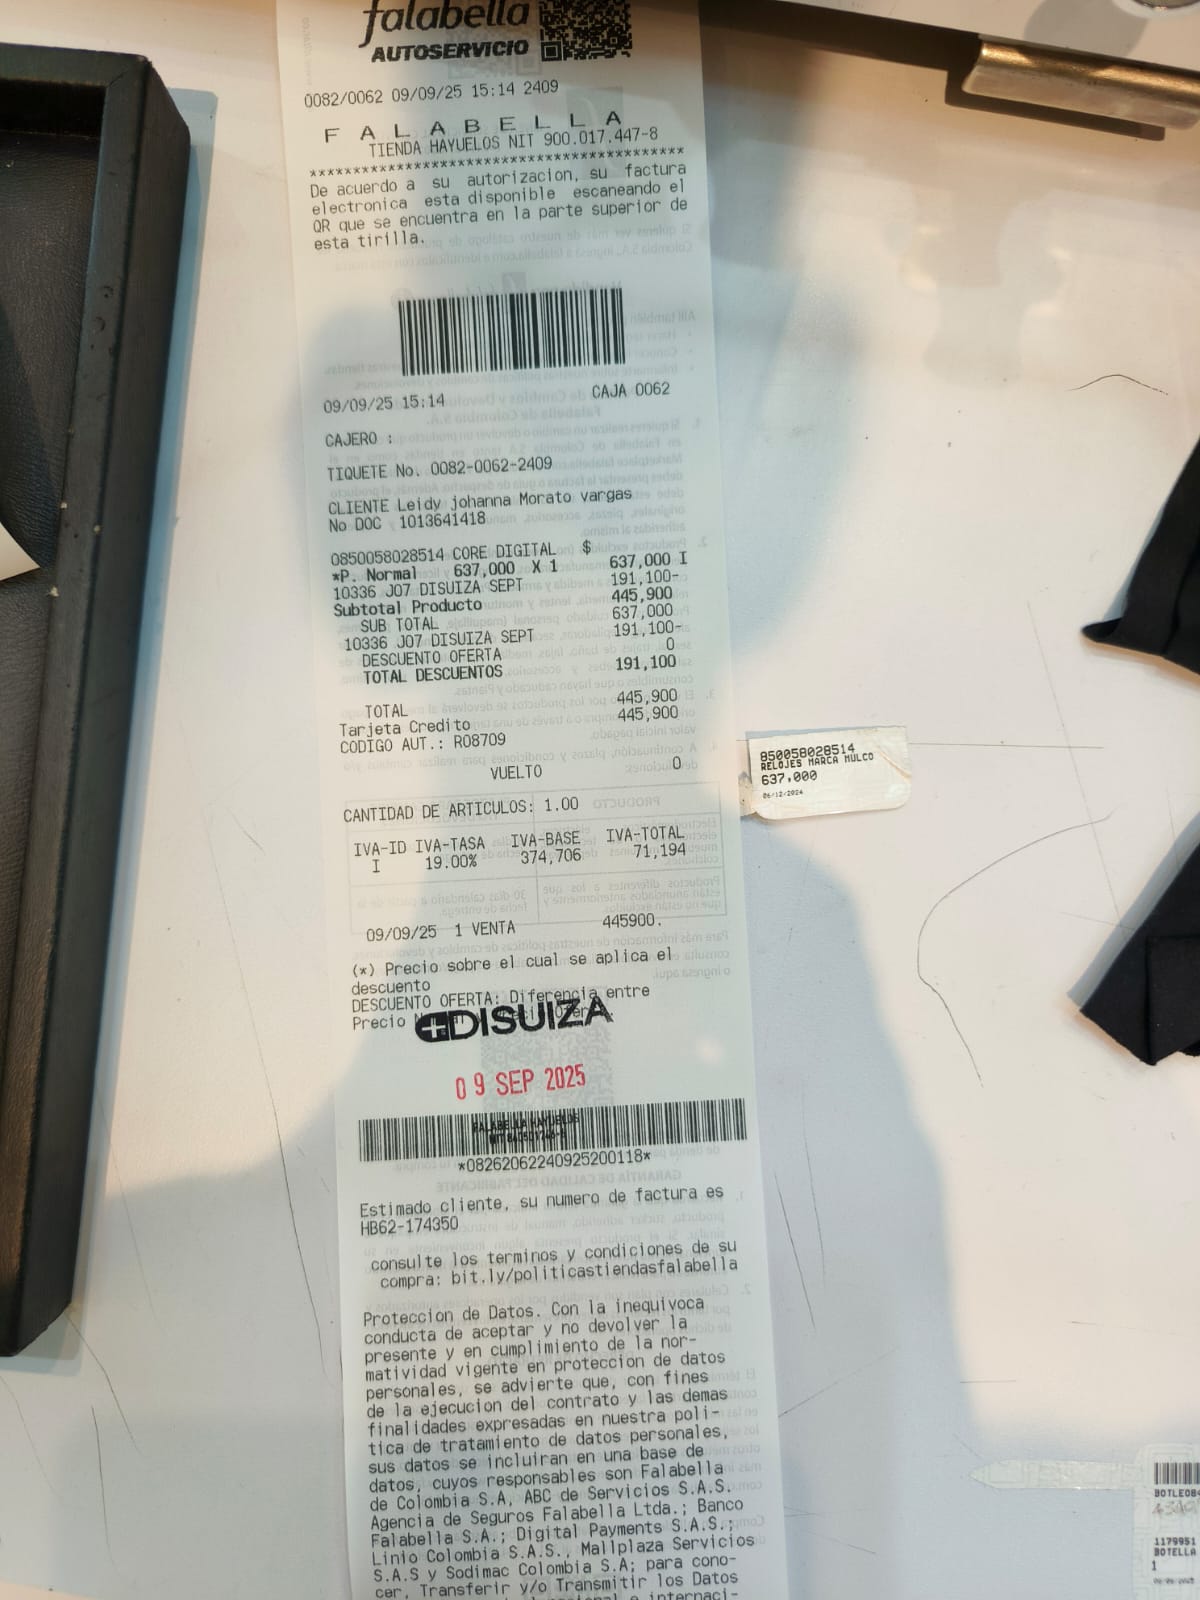 falabella
AUTOSERVICIO
0082/0062 09/09/25 15:14 2409
F A L A B E L L A
TIENDA HAYUELOS NIT 900.017.447-8
******************************************
De acuerdo a su autorizacion, su factura
electronica esta disponible escaneando el
QR que se encuentra en la parte superior de
esta tirilla.
09/09/25 15:14 CAJA 0062
CAJERO :
TIQUETE No. 0082-0062-2409
CLIENTE Leidy johanna Morato vargas
No DOC 1013641418
0850058028514 CORE DIGITAL $
*P. Normal 637,000 X 1 637,000 I
10336 J07 DISUIZA SEPT 191,100-
Subtotal Producto 445,900
SUB TOTAL 637,000
10336 J07 DISUIZA SEPT 191,100-
DESCUENTO OFERTA 0
TOTAL DESCUENTOS 191,100
TOTAL 445,900
Tarjeta Credito 445,900
CODIGO AUT.: R08709
VUELTO 0
CANTIDAD DE ARTICULOS: 1.00
IVA-ID IVA-TASA IVA-BASE IVA-TOTAL
I 19.00% 374,706 71,194
09/09/25 1 VENTA 445900.
(*) Precio sobre el cual se aplica el
descuento
DESCUENTO OFERTA: Diferencia entre
Precio
DISUIZA
09 SEP 2025
FALABELLA HAYUELOS
*08262062240925200118*
Estimado cliente, su numero de factura es
HB62-174350
consulte los terminos y condiciones de su
compra: bit.ly/politicastiendasfalabella
Proteccion de Datos. Con la inequivoca
conducta de aceptar y no devolver la
presente y en cumplimiento de la nor-
matividad vigente en proteccion de datos
personales, se advierte que, con fines
de la ejecucion del contrato y las demas
finalidades expresadas en nuestra poli-
tica de tratamiento de datos personales,
sus datos se incluiran en una base de
datos, cuyos responsables son Falabella
de Colombia S.A, ABC de Servicios S.A.S.
Agencia de Seguros Falabella Ltda.; Banco
Falabella S.A.; Digital Payments S.A.S.;
Linio Colombia S.A.S., Mallplaza Servicios
S.A.S y Sodimac Colombia S.A; para cono-
cer, Transferir y/o Transmitir los Datos
850058028514
RELOJES MARCA MULCO
637,000
06/12/2024
1179951
BOTELLA
1